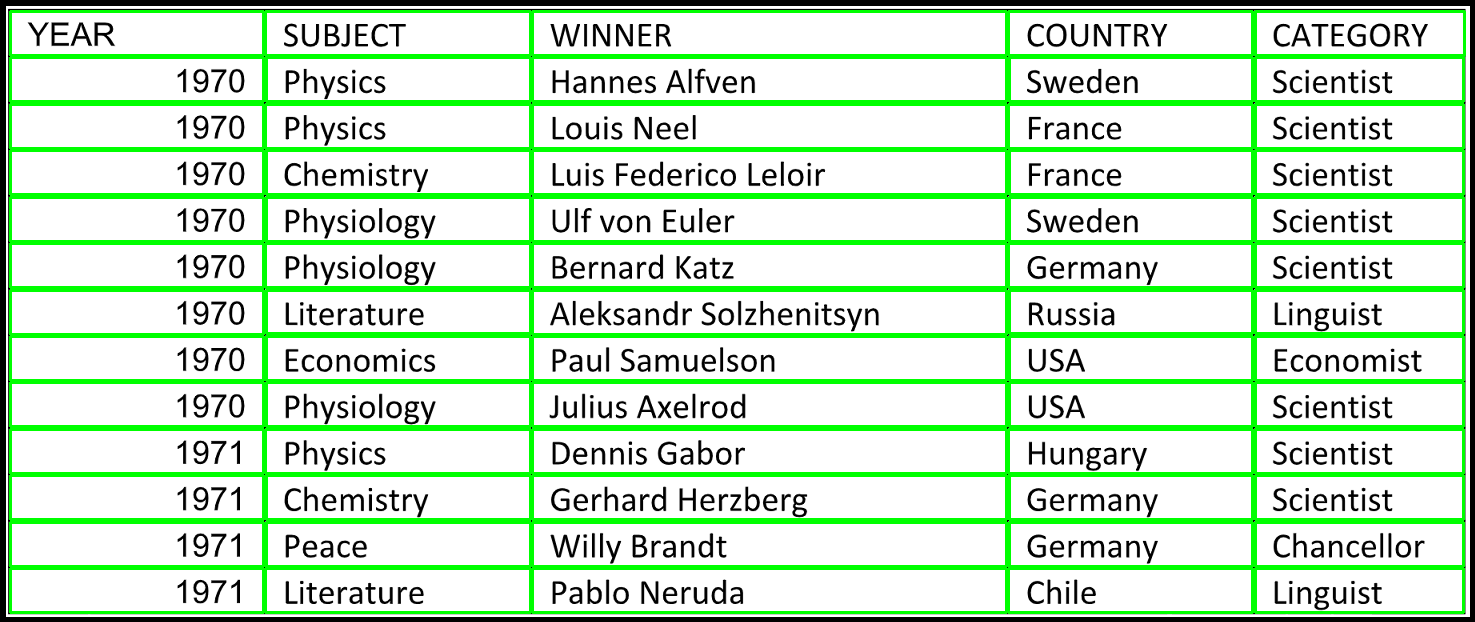 YEAR SUBJECT WINNER COUNTRY CATEGORY
1970 Physics Hannes Alfven Sweden Scientist
1970 Physics Louis Neel France Scientist
1970 Chemistry Luis Federico Leloir France Scientist
1970 Physiology Ulf von Euler Sweden Scientist
1970 Physiology Bernard Katz Germany Scientist
1970 Literature Aleksandr Solzhenitsyn Russia Linguist
1970 Economics Paul Samuelson USA Economist
1970 Physiology Julius Axelrod USA Scientist
1971 Physics Dennis Gabor Hungary Scientist
1971 Chemistry Gerhard Herzberg Germany Scientist
1971 Peace Willy Brandt Germany Chancellor
1971 Literature Pablo Neruda Chile Linguist